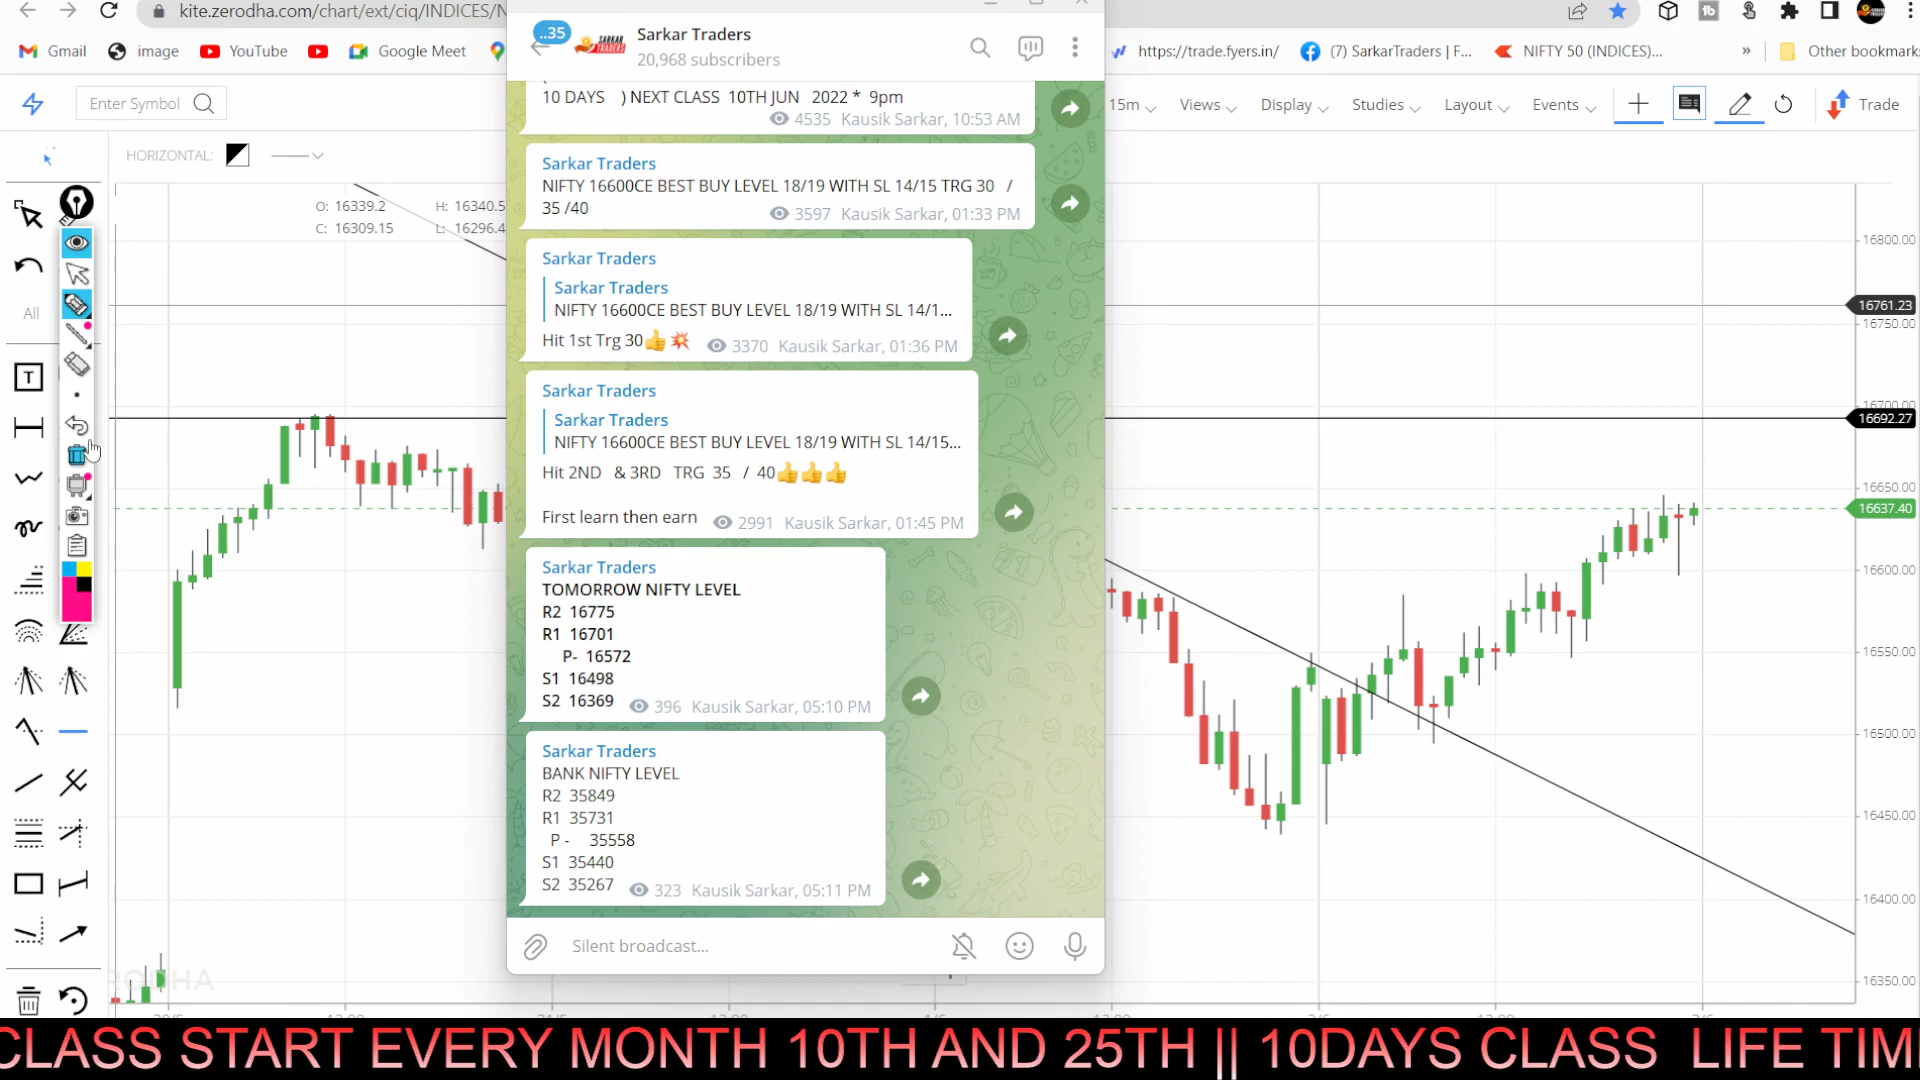 kite.zerodha.com/chart/ext/ciq/INDICES/N
Gmail
image
YouTube
Google Meet
https://trade.fyers.in/
(7) SarkarTraders | F...
NIFTY 50 (INDICES)...
»
Other bookmarks
Enter Symbol
15m
Views
Display
Studies
Layout
Events
Trade
HORIZONTAL:
O: 16339.2
H: 16340.5
C: 16309.15
L: 16296.4
All
T
..35
SARKAR TRADERS
Sarkar Traders
20,968 subscribers
10 DAYS ) NEXT CLASS 10TH JUN 2022 * 9pm
4535 Kausik Sarkar, 10:53 AM
Sarkar Traders
NIFTY 16600CE BEST BUY LEVEL 18/19 WITH SL 14/15 TRG 30 /
35 /40
3597 Kausik Sarkar, 01:33 PM
Sarkar Traders
Sarkar Traders
NIFTY 16600CE BEST BUY LEVEL 18/19 WITH SL 14/1...
Hit 1st Trg 30👍💥
3370 Kausik Sarkar, 01:36 PM
Sarkar Traders
Sarkar Traders
NIFTY 16600CE BEST BUY LEVEL 18/19 WITH SL 14/15...
Hit 2ND & 3RD TRG 35 / 40👍👍👍
First learn then earn
2991 Kausik Sarkar, 01:45 PM
Sarkar Traders
TOMORROW NIFTY LEVEL
R2 16775
R1 16701
P- 16572
S1 16498
S2 16369
396 Kausik Sarkar, 05:10 PM
Sarkar Traders
BANK NIFTY LEVEL
R2 35849
R1 35731
P - 35558
S1 35440
S2 35267
323 Kausik Sarkar, 05:11 PM
Silent broadcast...
16800.00
16761.23
16750.00
16700.00
16692.27
16650.00
16637.40
16600.00
16550.00
16500.00
16450.00
16400.00
16350.00
CLASS START EVERY MONTH 10TH AND 25TH || 10DAYS CLASS LIFE TIM